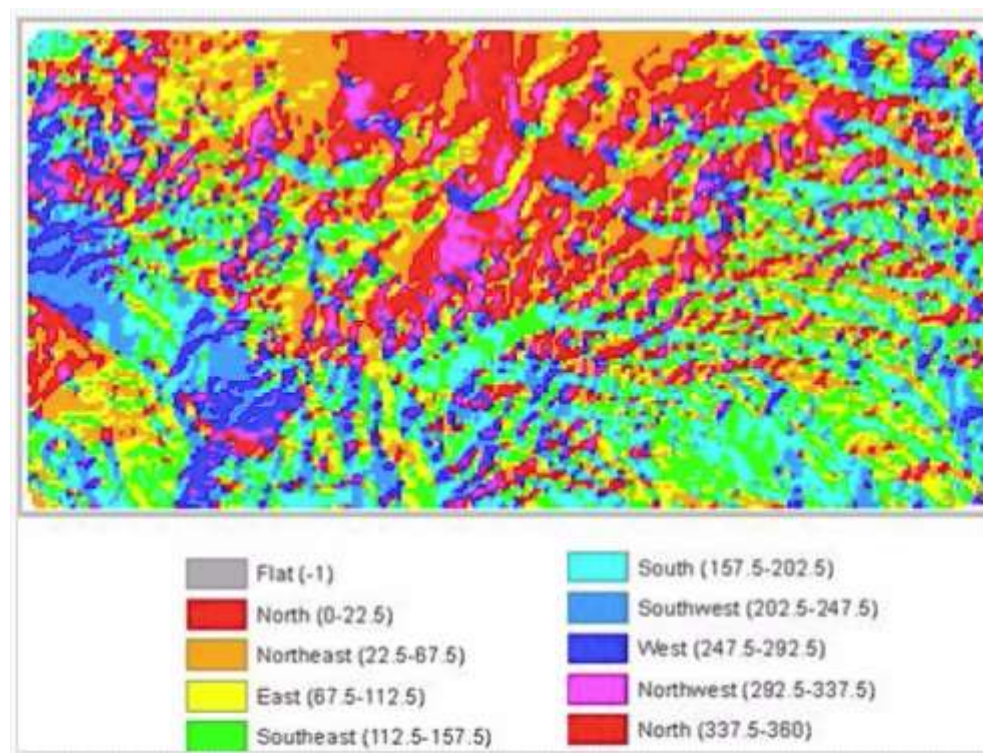 Flat (-1)
North (0-22.5)
Northeast (22.5-67.5)
East (67.5-112.5)
Southeast (112.5-157.5)
South (157.5-202.5)
Southwest (202.5-247.5)
West (247.5-292.5)
Northwest (292.5-337.5)
North (337.5-360)